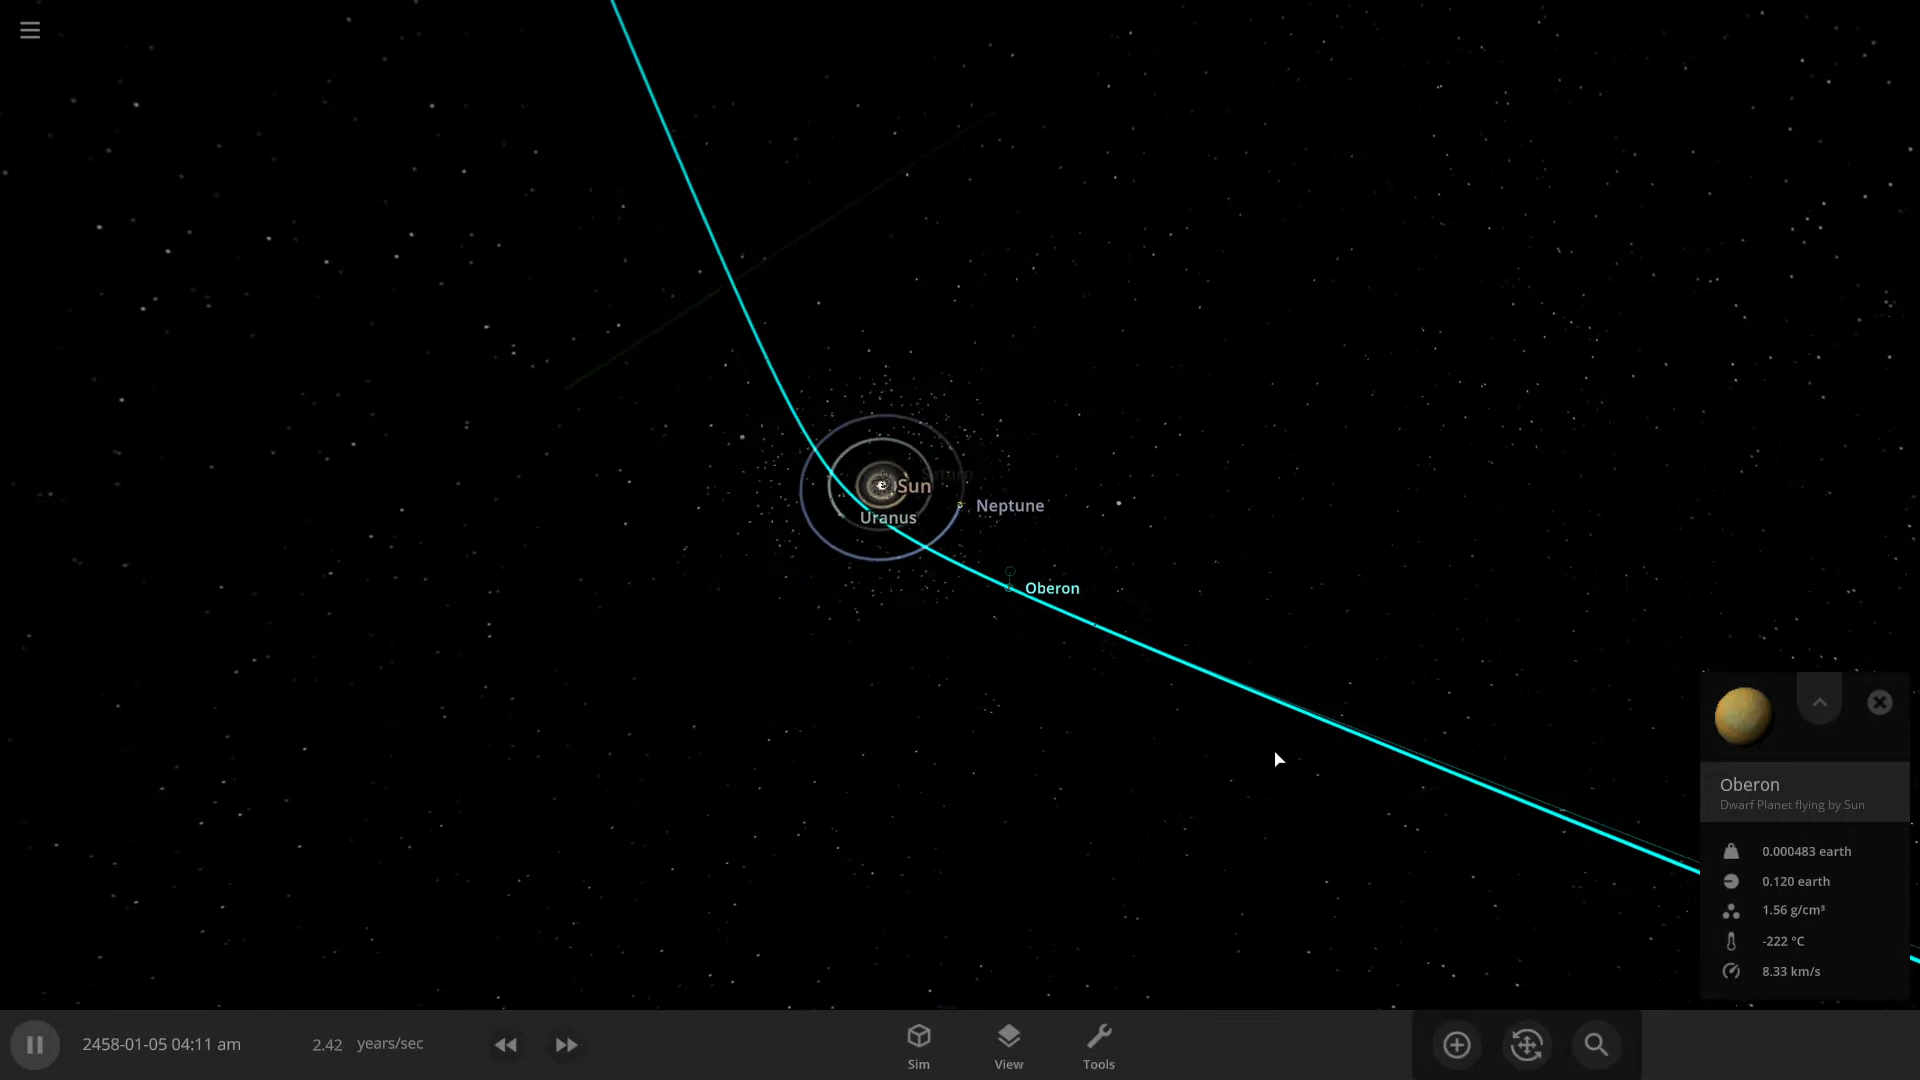 Saturn
Sun
Neptune
Uranus
Oberon
Oberon
Dwarf Planet flying by Sun
0.000483 earth
0.120 earth
1.56 g/cm³
-222 °C
8.33 km/s
2458-01-05 04:11 am
2.42 years/sec
Sim
View
Tools